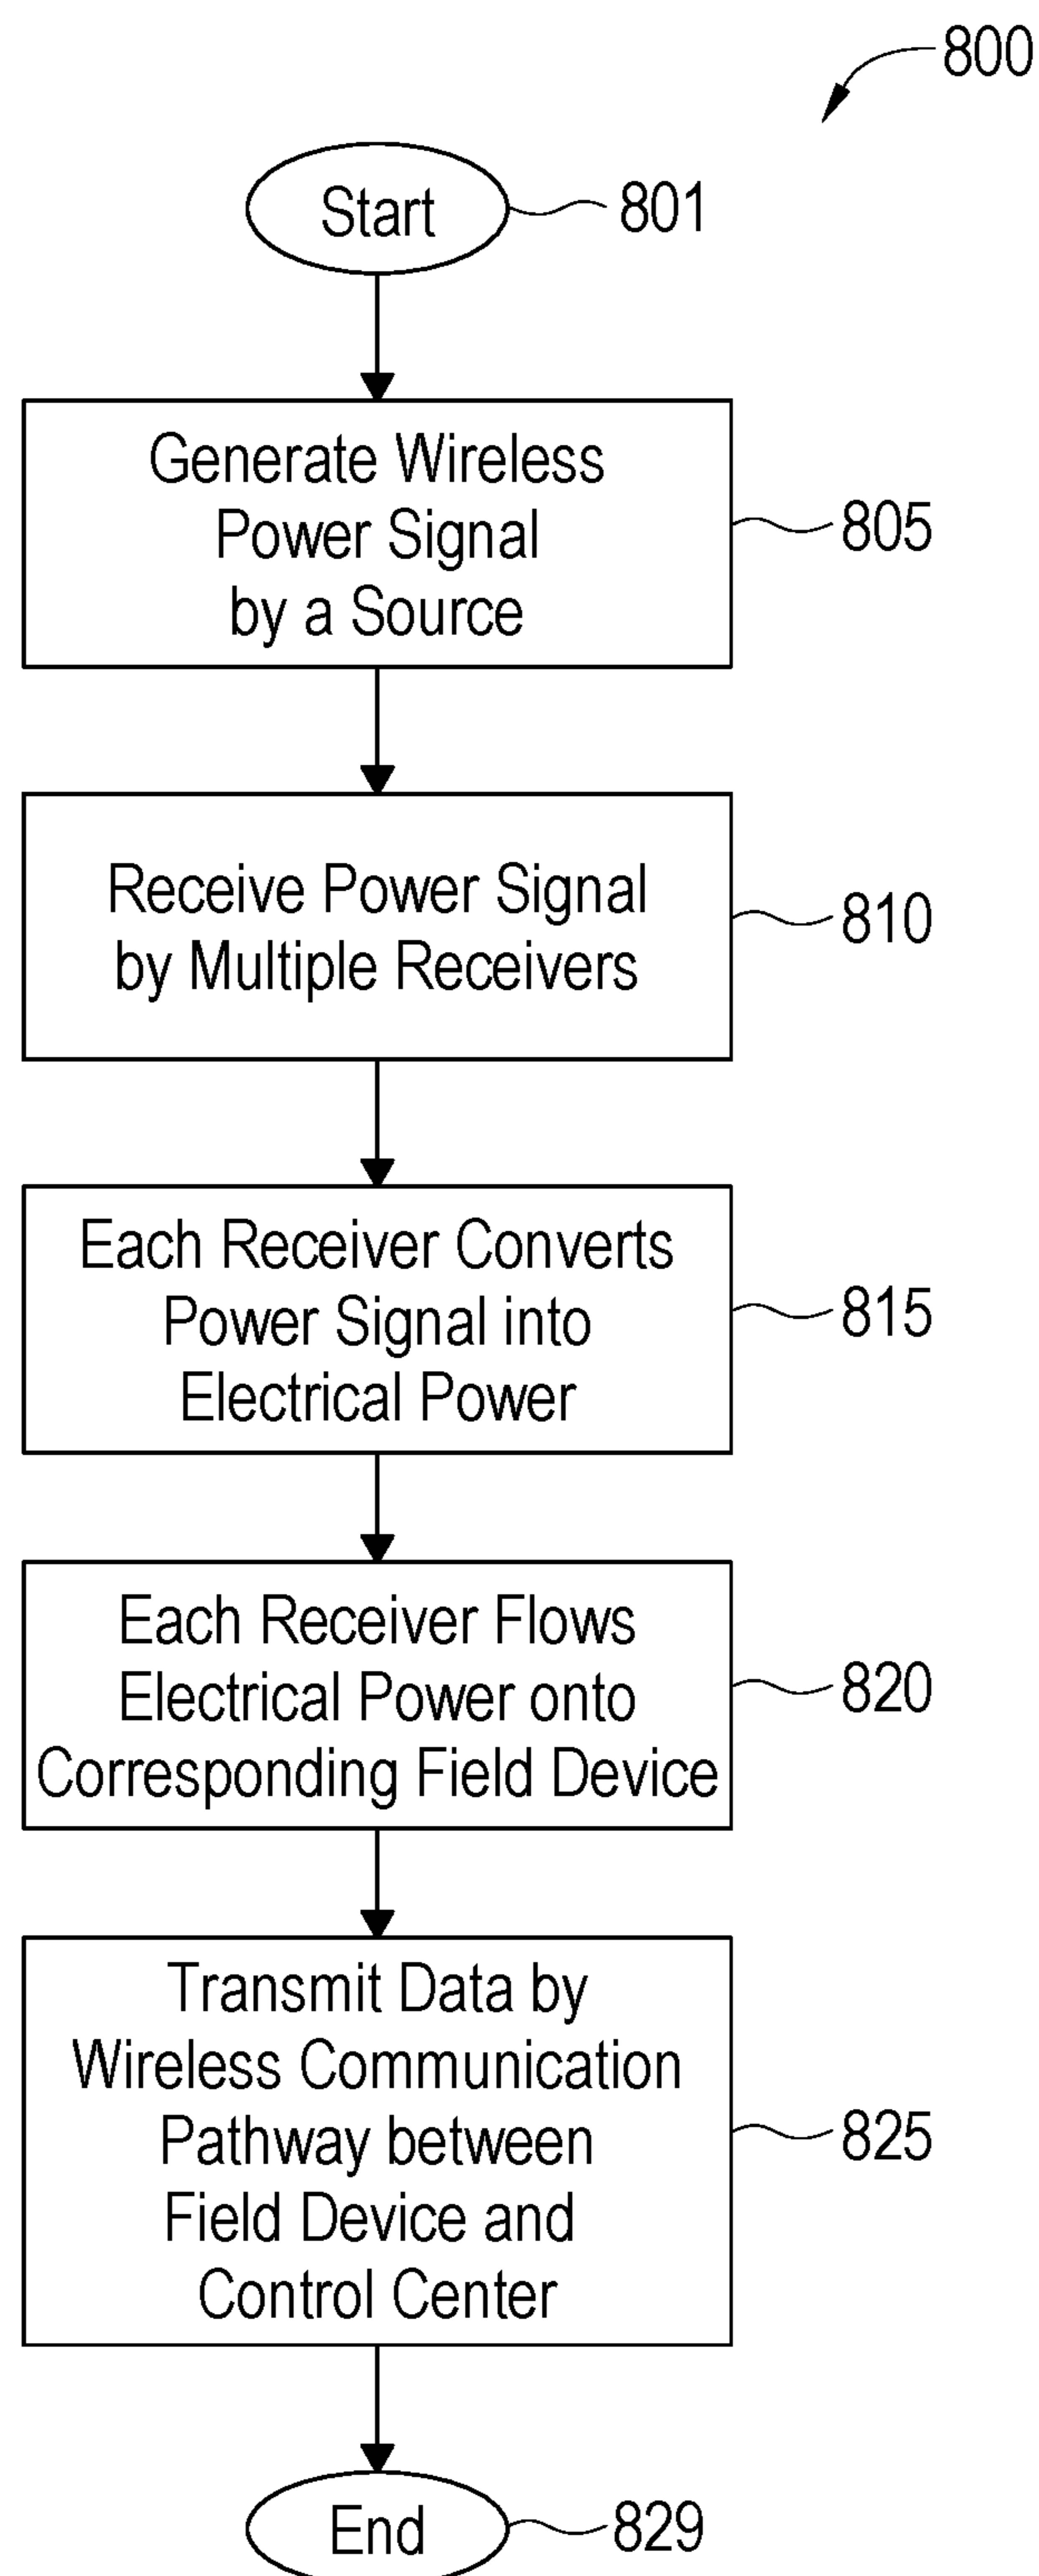 800
Start
801
Generate Wireless
Power Signal
by a Source
805
Receive Power Signal
by Multiple Receivers
810
Each Receiver Converts
Power Signal into
Electrical Power
815
Each Receiver Flows
Electrical Power onto
Corresponding Field Device
820
Transmit Data by
Wireless Communication
Pathway between
Field Device and
Control Center
825
End
829